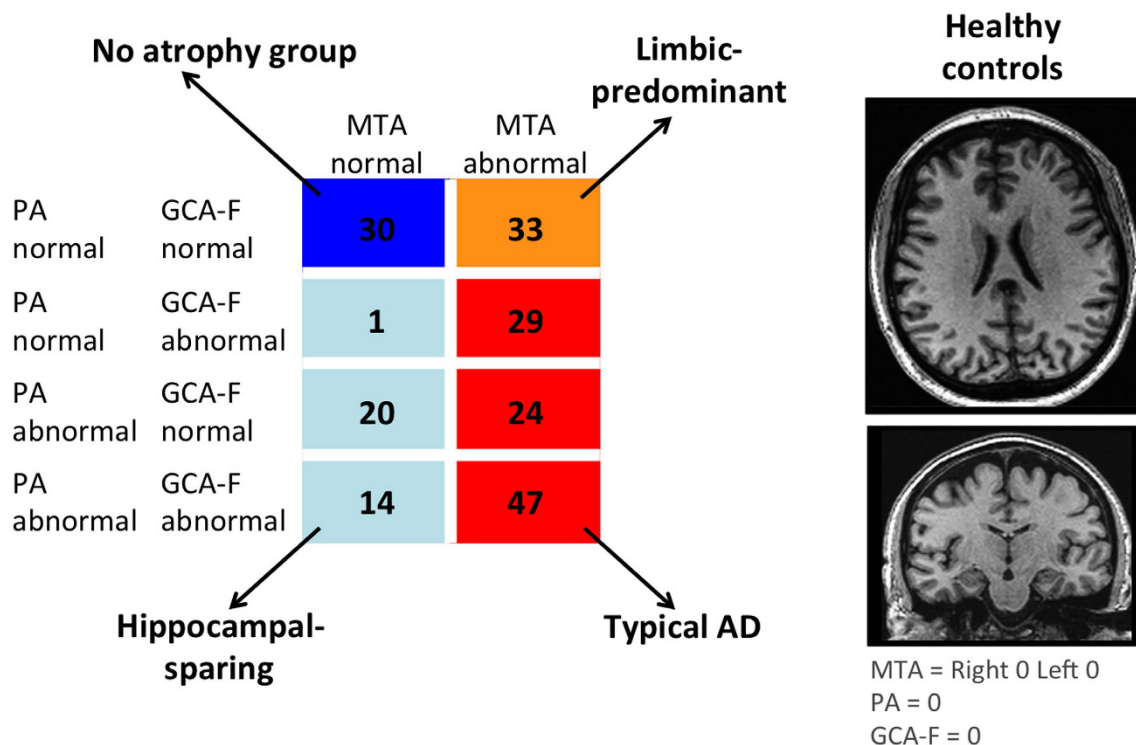 No atrophy group
Limbic-
predominant
Healthy
controls
MTA
normal
MTA
abnormal
PA
normal
GCA-F
normal
30
33
PA
normal
GCA-F
abnormal
1
29
PA
abnormal
GCA-F
normal
20
24
PA
abnormal
GCA-F
abnormal
14
47
Hippocampal-
sparing
Typical AD
MTA = Right 0 Left 0
PA = 0
GCA-F = 0